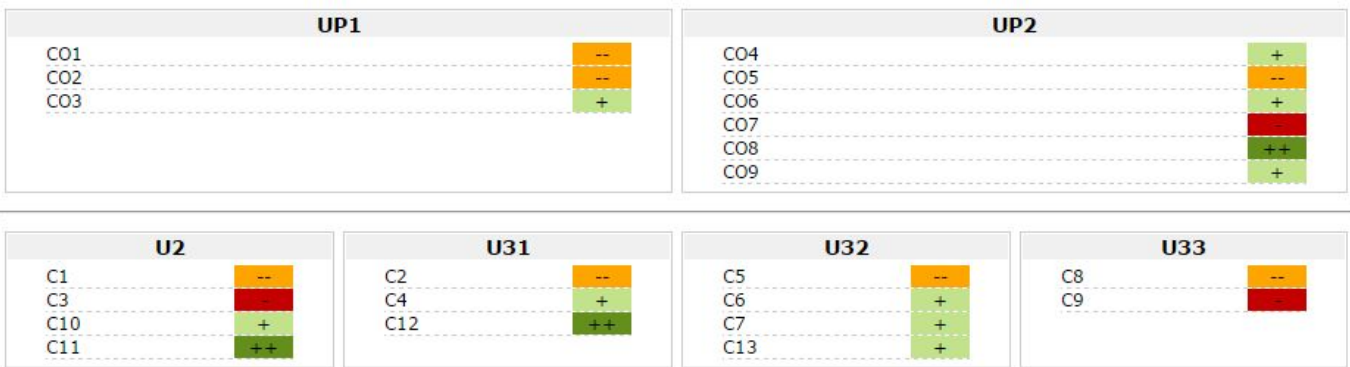 UP1
CO1 --
CO2 --
CO3 +
UP2
CO4 +
CO5 --
CO6 +
CO7 -
CO8 ++
CO9 +
U2
C1 --
C3 -
C10 +
C11 ++
U31
C2 --
C4 +
C12 ++
U32
C5 --
C6 +
C7 +
C13 +
U33
C8 --
C9 -